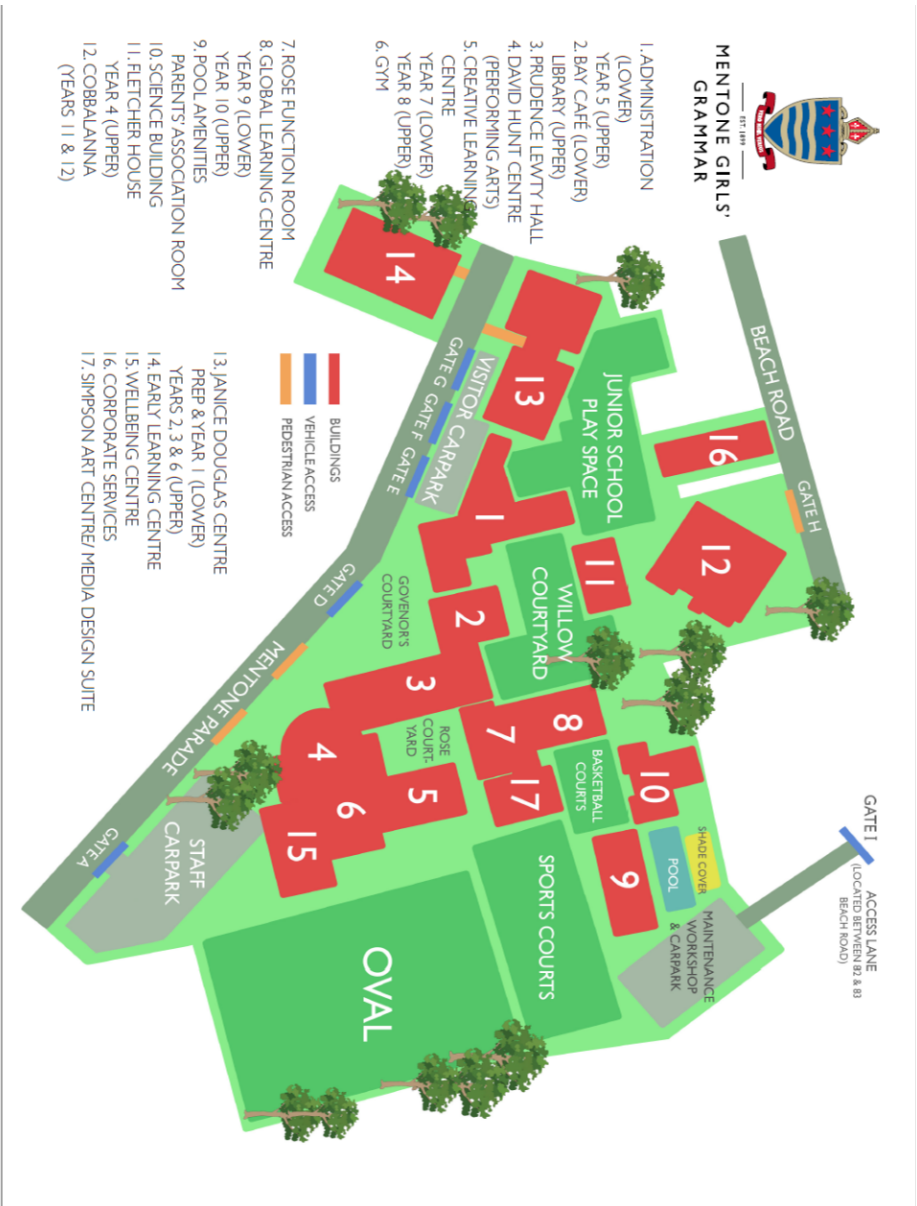 MENTONE GIRLS'
EST: 1899
GRAMMAR
1. ADMINISTRATION
(LOWER)
YEAR 5 (UPPER)
2. BAY CAFÉ (LOWER)
LIBRARY (UPPER)
3. PRUDENCE LEWTY HALL
4. DAVID HUNT CENTRE
(PERFORMING ARTS)
5. CREATIVE LEARNING
CENTRE
YEAR 7 (LOWER)
YEAR 8 (UPPER)
6. GYM
7. ROSE FUNCTION ROOM
8. GLOBAL LEARNING CENTRE
YEAR 9 (LOWER)
YEAR 10 (UPPER)
9. POOL AMENITIES
PARENTS' ASSOCIATION ROOM
10. SCIENCE BUILDING
11. FLETCHER HOUSE
YEAR 4 (UPPER)
12. COBBALANNA
(YEARS 11 & 12)
BUILDINGS
VEHICLE ACCESS
PEDESTRIAN ACCESS
13. JANICE DOUGLAS CENTRE
PREP & YEAR 1 (LOWER)
YEARS 2, 3 & 6 (UPPER)
14. EARLY LEARNING CENTRE
15. WELLBEING CENTRE
16. CORPORATE SERVICES
17. SIMPSON ART CENTRE/ MEDIA DESIGN SUITE
BEACH ROAD
GATE H
GATE I
ACCESS LANE
(LOCATED BETWEEN 82 & 83
BEACH ROAD)
16
12
JUNIOR SCHOOL
PLAY SPACE
11
WILLOW
COURTYARD
10
SHADE COVER
POOL
MAINTENANCE
WORKSHOP
& CARPARK
8
BASKETBALL
COURTS
9
13
1
2
7
17
SPORTS COURTS
14
VISITOR CARPARK
GATE G
GATE F
GATE E
GOVENOR'S
COURTYARD
3
ROSE
COURT-
YARD
5
GATE D
4
6
15
OVAL
MENTONE PARADE
STAFF
CARPARK
GATE A